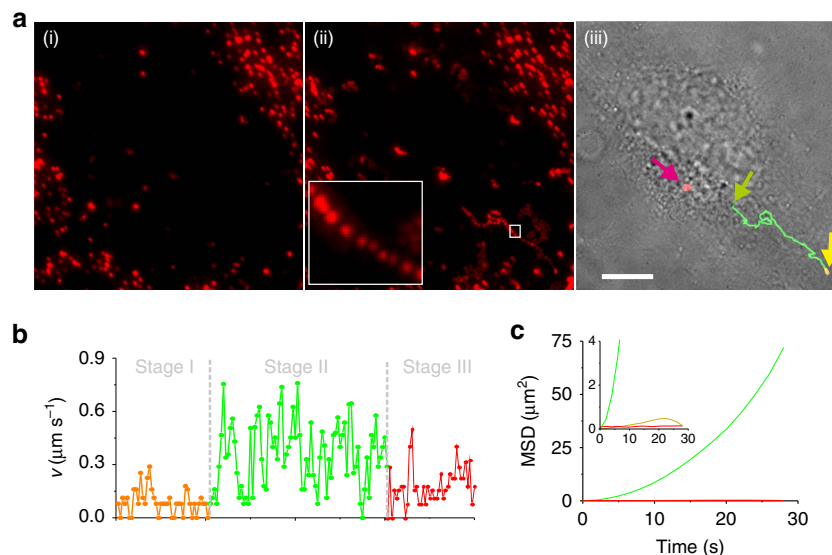 a
(i) (ii) (iii)
b
Stage I Stage II Stage III
0.9
0.6
0.3
0.0
v (μm s⁻¹)
c
75
50
25
0
MSD (μm²)
4
2
0
0 10 20 30
0 10 20 30
Time (s)